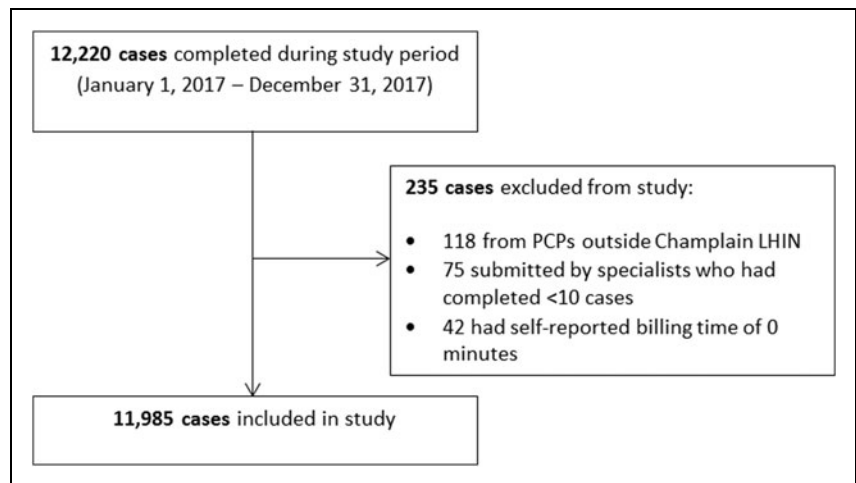 12,220 cases completed during study period
(January 1, 2017 – December 31, 2017)
235 cases excluded from study:
• 118 from PCPs outside Champlain LHIN
• 75 submitted by specialists who had
completed <10 cases
• 42 had self-reported billing time of 0
minutes
11,985 cases included in study